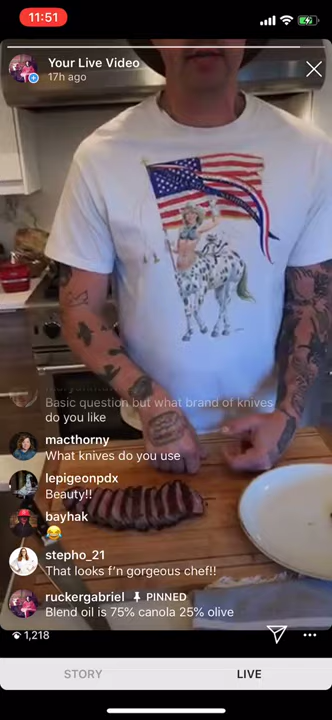 11:51
Your Live Video
17h ago
Basic question but what brand of knives
do you like
macthorny
What knives do you use
lepigeonpdx
Beauty!!
bayhak
😂
stepho_21
That looks f'n gorgeous chef!!
ruckergabriel PINNED
Blend oil is 75% canola 25% olive
1,218
STORY LIVE